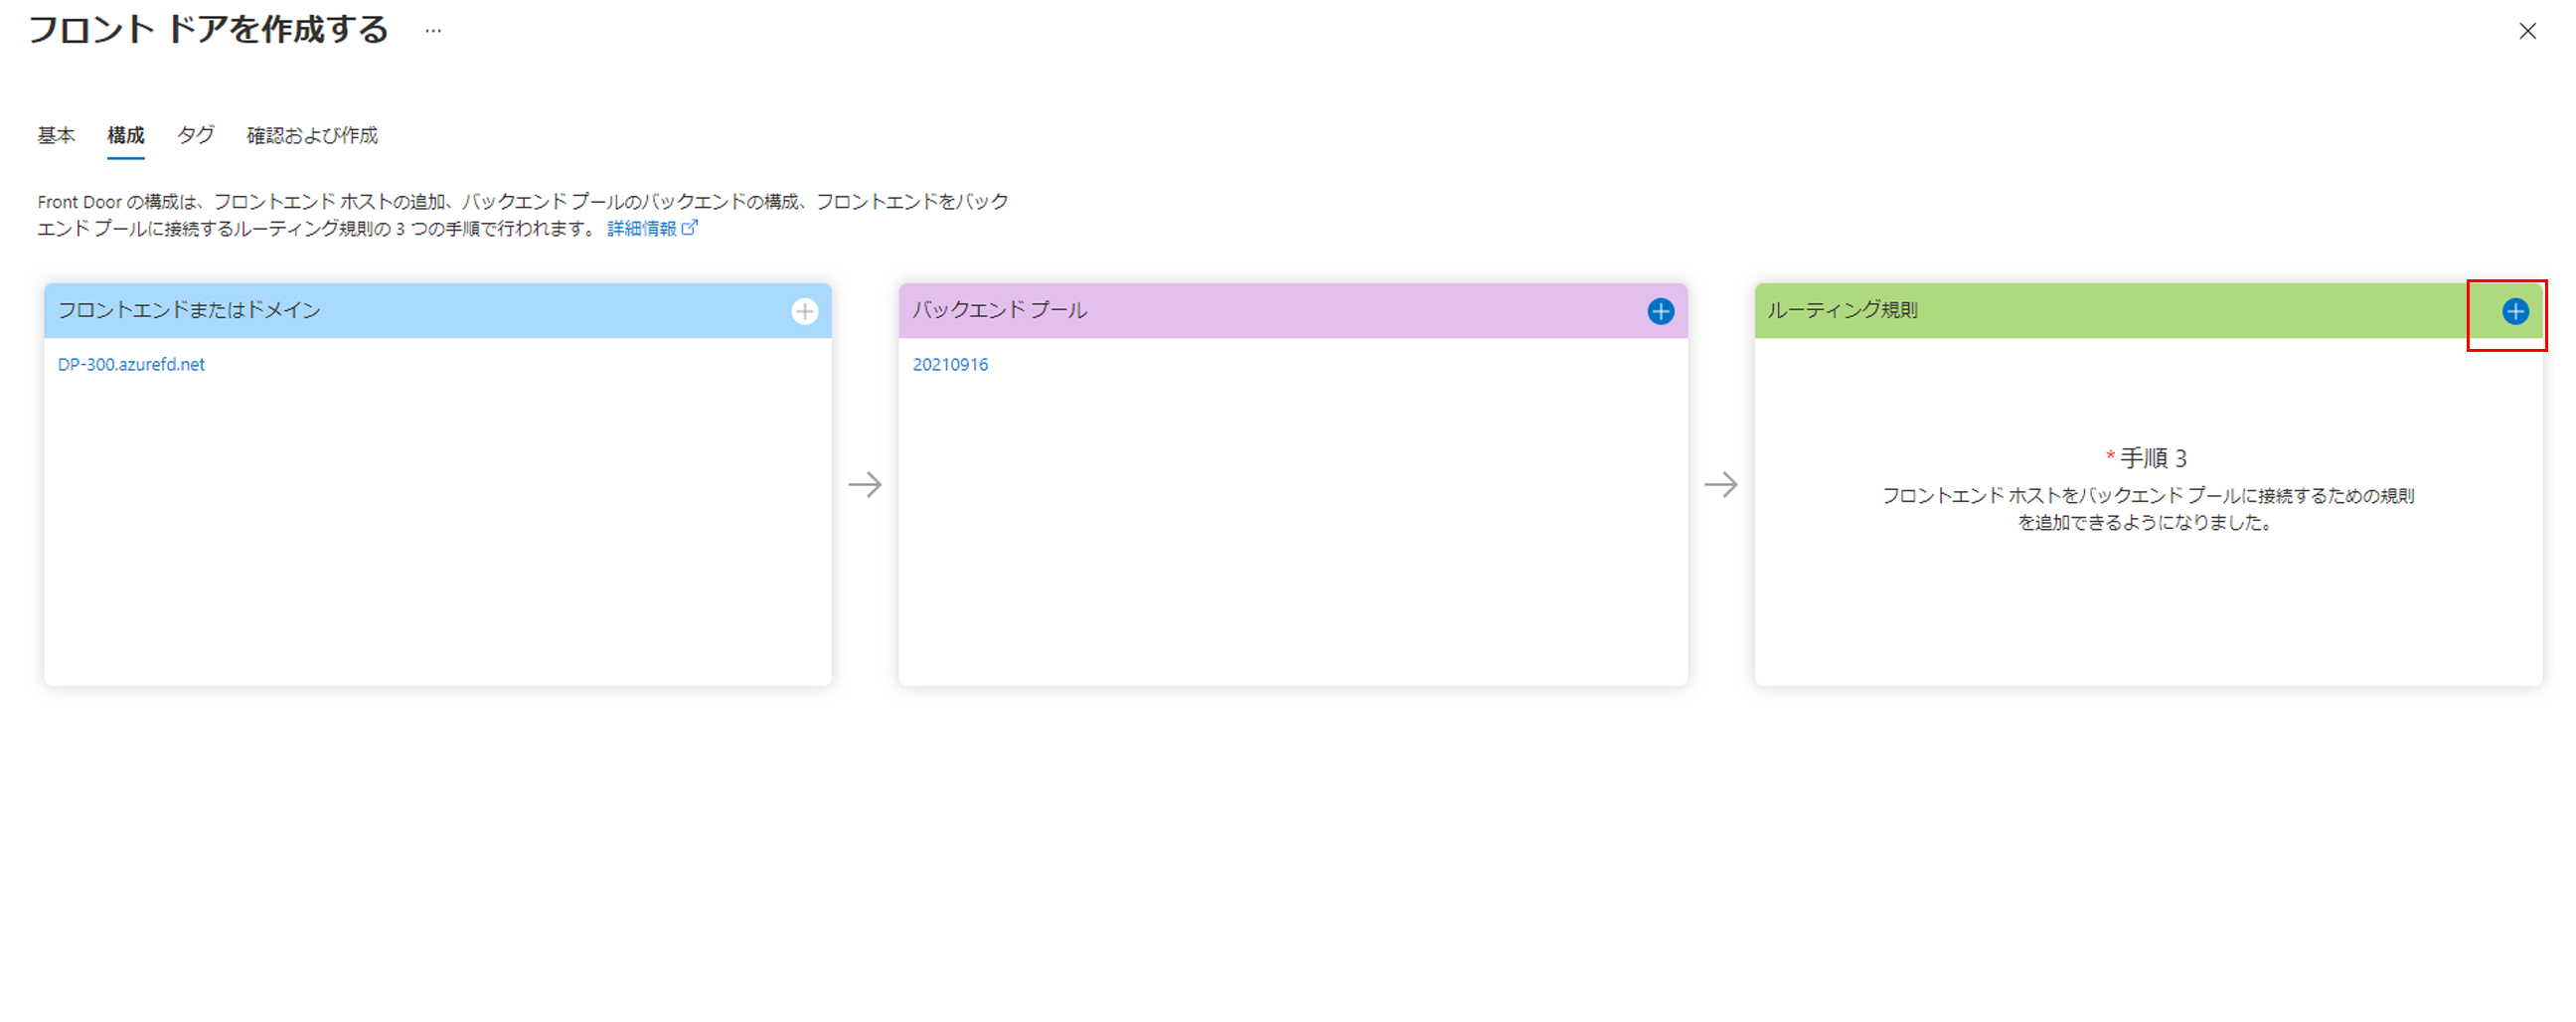 フロント ドアを作成する ...
基本 構成 タグ 確認および作成
Front Door の構成は、フロントエンド ホストの追加、バックエンド プールのバックエンドの構成、フロントエンドをバック
エンド プールに接続するルーティング規則の 3 つの手順で行われます。 詳細情報
フロントエンドまたはドメイン
DP-300.azurefd.net
バックエンド プール
20210916
ルーティング規則
* 手順 3
フロントエンド ホストをバックエンド プールに接続するための規則
を追加できるようになりました。